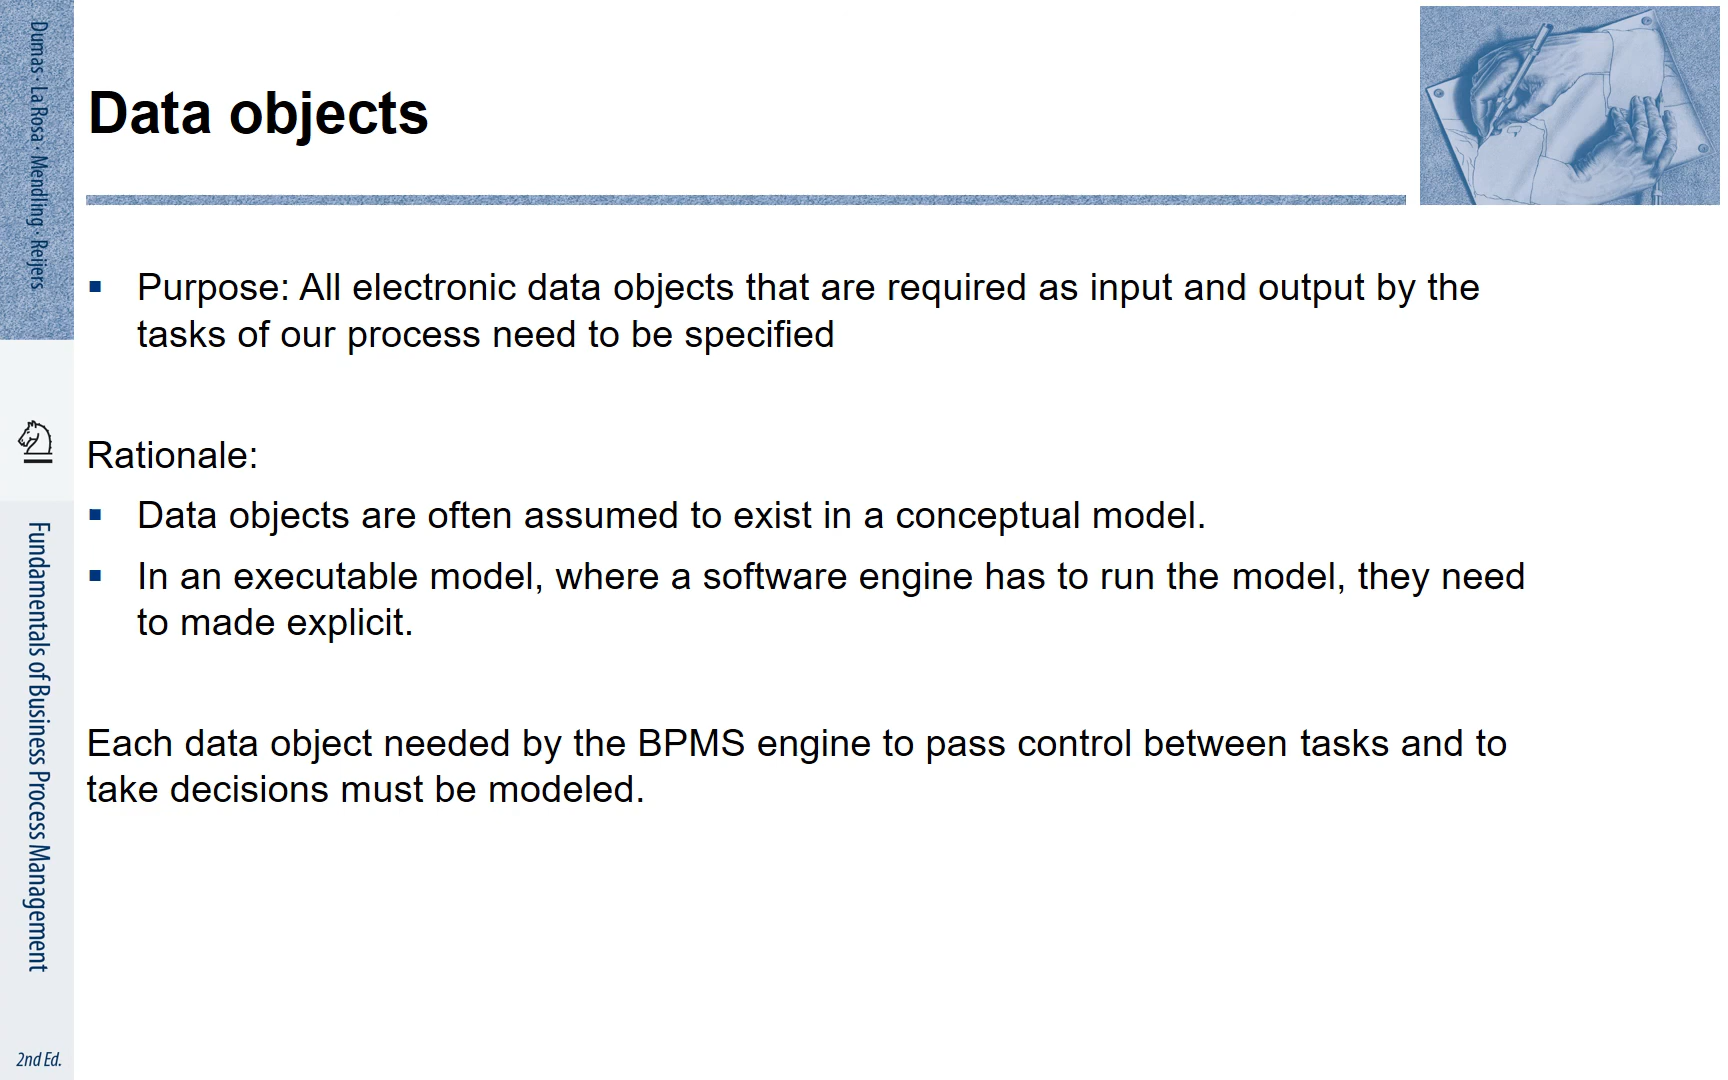 Dumas · La Rosa · Mendling · Reijers
Data objects
Purpose: All electronic data objects that are required as input and output by the
tasks of our process need to be specified
Rationale:
Data objects are often assumed to exist in a conceptual model.
In an executable model, where a software engine has to run the model, they need
to made explicit.
Each data object needed by the BPMS engine to pass control between tasks and to
take decisions must be modeled.
Fundamentals of Business Process Management
2nd Ed.